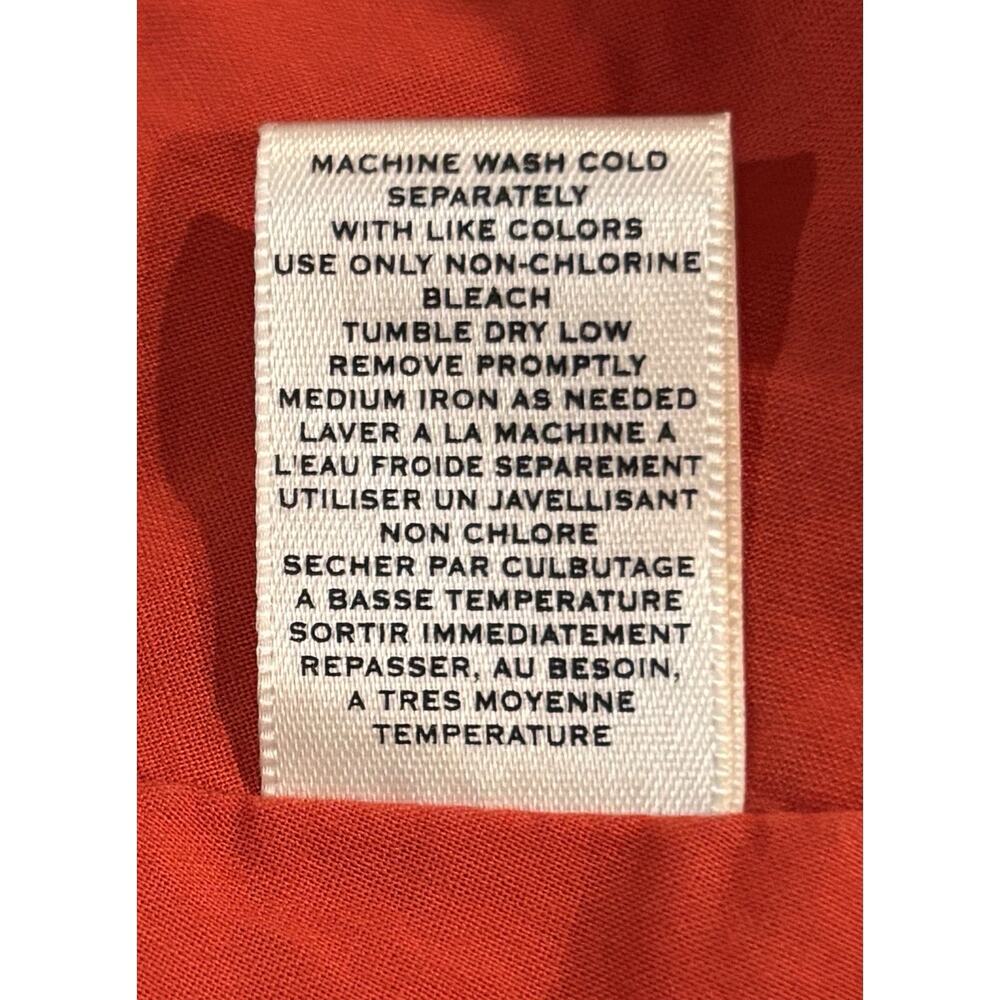 MACHINE WASH COLD
SEPARATELY
WITH LIKE COLORS
USE ONLY NON-CHLORINE
BLEACH
TUMBLE DRY LOW
REMOVE PROMPTLY
MEDIUM IRON AS NEEDED
LAVER A LA MACHINE A
L'EAU FROIDE SEPAREMENT
UTILISER UN JAVELLISANT
NON CHLORE
SECHER PAR CULBUTAGE
A BASSE TEMPERATURE
SORTIR IMMEDIATEMENT
REPASSER, AU BESOIN,
A TRES MOYENNE
TEMPERATURE